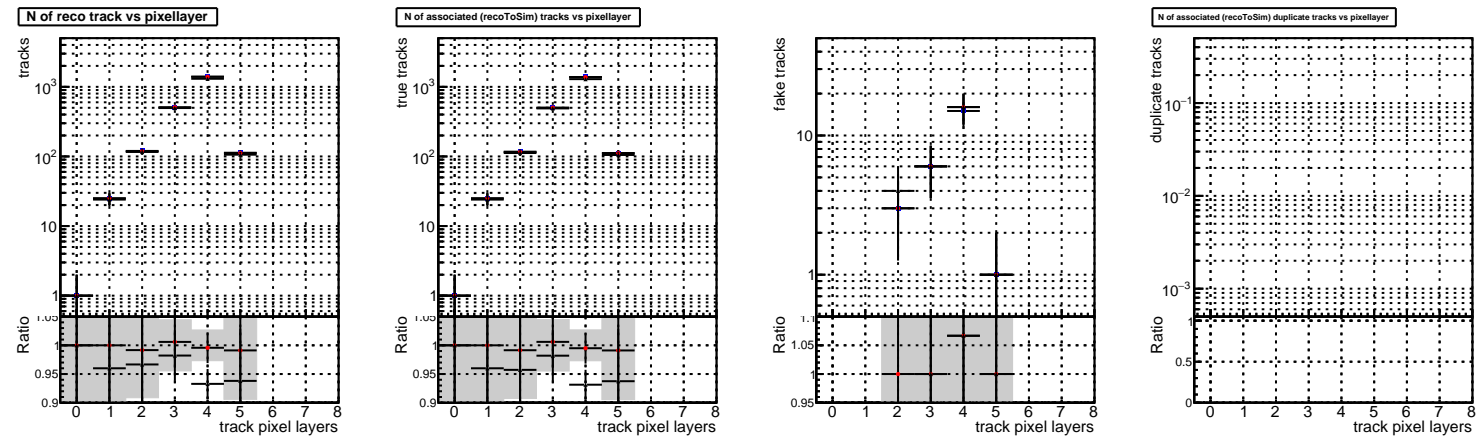 N of reco track vs pixellayer
tracks
10³
10²
10
1
Ratio
1.05
1
0.95
0.9
0 1 2 3 4 5 6 7 8
track pixel layers
N of associated (recoToSim) tracks vs pixellayer
true tracks
10³
10²
10
1
Ratio
1.05
1
0.95
0.9
0 1 2 3 4 5 6 7 8
track pixel layers
fake tracks
10
1
Ratio
1.1
1.05
1
0.95
0 1 2 3 4 5 6 7 8
track pixel layers
N of associated (recoToSim) duplicate tracks vs pixellayer
duplicate tracks
10⁻¹
10⁻²
10⁻³
Ratio
1
0.5
0
0 1 2 3 4 5 6 7 8
track pixel layers